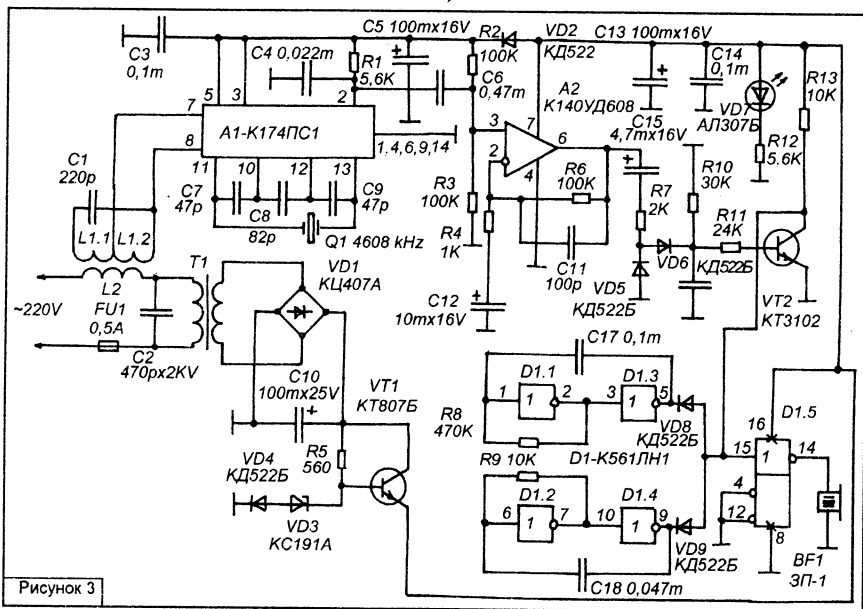 C5 100mx16V
R2
100K
VD2
КД522
C13 100mx16V
C3
0,1m
C4 0,022m
R1
5,6K
C6
0,47m
C14
0,1m
R13
10K
A2
К140УД608
VD7
АЛ307Б
R12
5,6K
5
3
2
7
8
A1-К174ПС1
1,4,6,9,14
11
10
12
13
3
2
7
4
6
C15
4,7mx16V
C1
220p
L1.1
L1.2
C7
47p
C8
82p
C9
47p
Q1 4608 kHz
R3
100K
R4
1K
R6
100K
C11
100p
R7
2K
R10
30K
R11
24K
VD6
КД522Б
VD5
КД522Б
VT2
КТ3102
~220V
L2
FU1
0,5A
C2
470px2KV
T1
VD1
КЦ407А
C12
10mx16V
C10
100mx25V
VT1
КТ807Б
R5
560
VD4
КД522Б
VD3
КС191А
C17 0,1m
D1.1
D1.3
1
1
2
3
1
5
VD8
КД522Б
R8
470K
R9 10K
D1-К561ЛН1
D1.2
D1.4
6
1
7
10
1
9
VD9
КД522Б
C18 0,047m
16
D1.5
15
1
14
4
12
8
BF1
ЗП-1
Рисунок 3